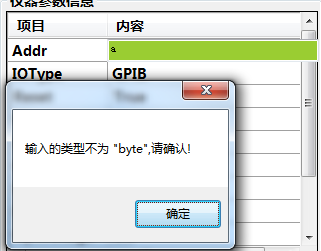 仪器参数信息
项目 内容
Addr a
IOType GPIB
输入的类型不为 "byte",请确认!
确定